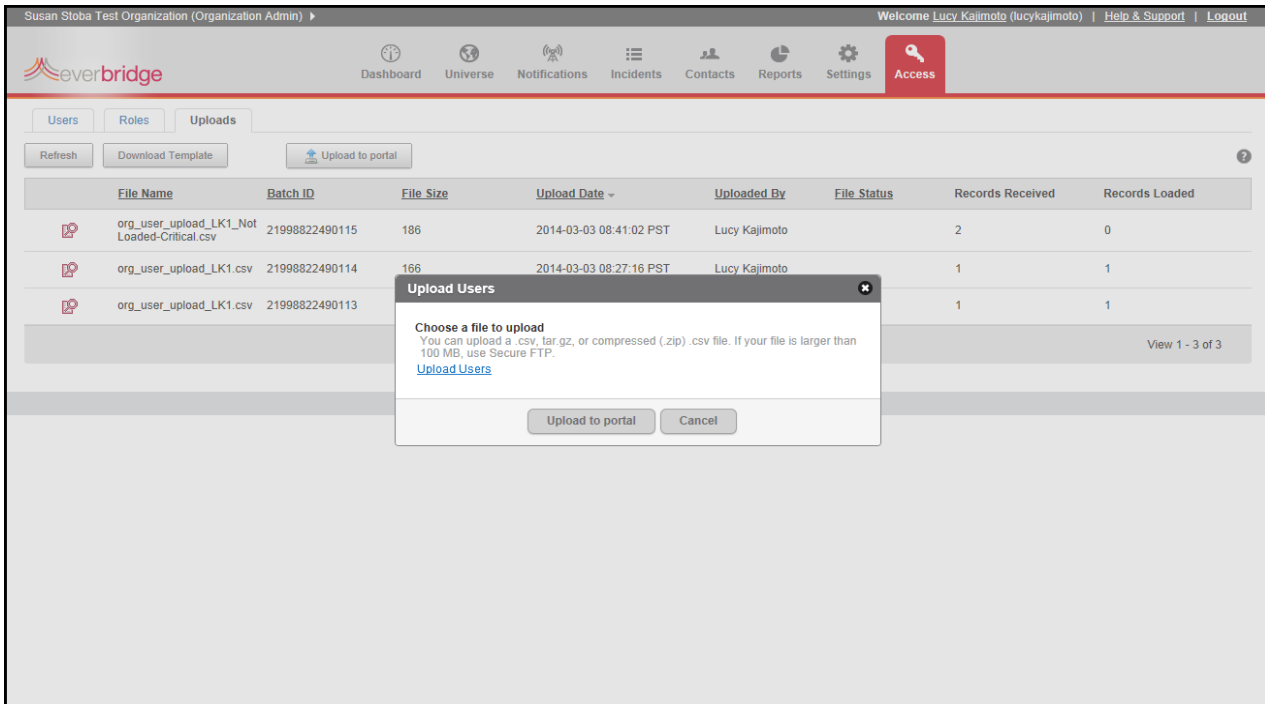 Susan Stoba Test Organization (Organization Admin)
Welcome Lucy Kajimoto (lucykajimoto) | Help & Support | Logout
everbridge
Dashboard Universe Notifications Incidents Contacts Reports Settings Access
Users Roles Uploads
Refresh Download Template Upload to portal
File Name Batch ID File Size Upload Date Uploaded By File Status Records Received Records Loaded
org_user_upload_LK1_Not
Loaded-Critical.csv 21998822490115 186 2014-03-03 08:41:02 PST Lucy Kajimoto 2 0
org_user_upload_LK1.csv 21998822490114 166 2014-03-03 08:27:16 PST Lucy Kajimoto 1 1
org_user_upload_LK1.csv 21998822490113 1 1
View 1 - 3 of 3
Upload Users
Choose a file to upload
You can upload a .csv, tar.gz, or compressed (.zip) .csv file. If your file is larger than
100 MB, use Secure FTP.
Upload Users
Upload to portal Cancel